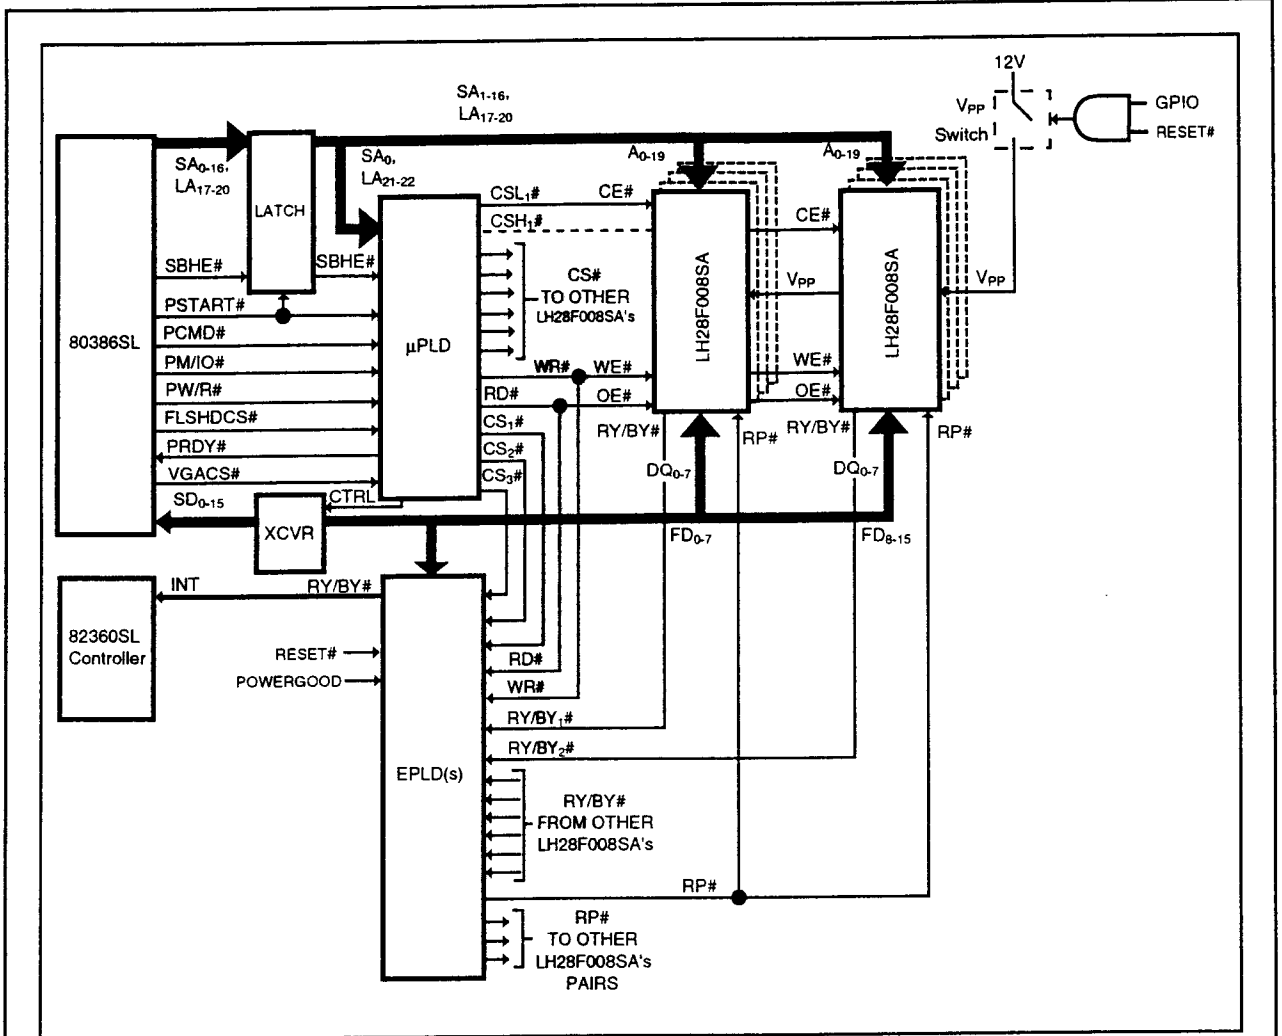 12V
SA1-16,
LA17-20
VPP
Switch
GPIO
RESET#
SA0-16,
LA17-20
SA0,
LA21-22
A0-19
A0-19
LATCH
CSL1#
CE#
CSH1#
CE#
SBHE#
SBHE#
CS#
TO OTHER
LH28F008SA's
VPP
VPP
LH28F008SA
LH28F008SA
PSTART#
80386SL
PCMD#
μPLD
PM/IO#
WR#
WE#
WE#
PW/R#
RD#
OE#
OE#
FLSHDCS#
CS1#
RY/BY#
RP#
RY/BY#
RP#
PRDY#
CS2#
VGACS#
CS3#
DQ0-7
DQ0-7
SD0-15
CTRL
XCVR
FD0-7
FD8-15
INT
RY/BY#
82360SL
Controller
RESET#
RD#
POWERGOOD
WR#
RY/BY1#
RY/BY2#
EPLD(s)
RY/BY#
FROM OTHER
LH28F008SA's
RP#
RP#
TO OTHER
LH28F008SA's
PAIRS